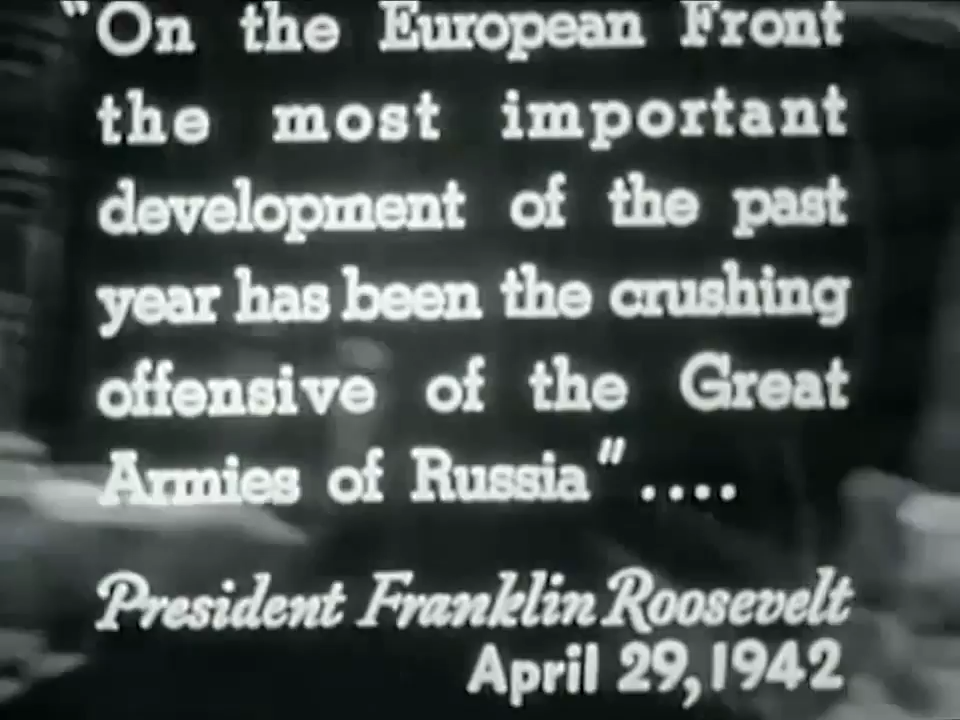 "On the European Front
the most important
development of the past
year has been the crushing
offensive of the Great
Armies of Russia"....
President Franklin Roosevelt
April 29, 1942